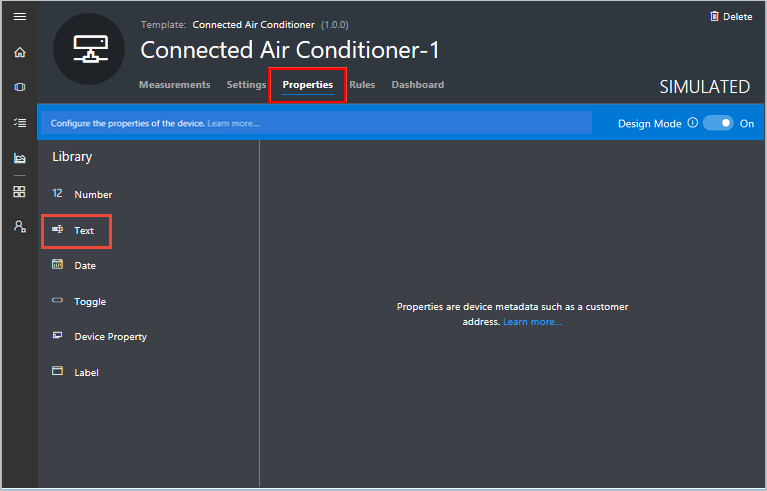 Template: Connected Air Conditioner (1.0.0)
Delete
Connected Air Conditioner-1
Measurements Settings Properties Rules Dashboard
SIMULATED
Configure the properties of the device. Learn more...
Design Mode On
Library
12 Number
Text
Date
Toggle
Device Property
Label
Properties are device metadata such as a customer
address. Learn more...